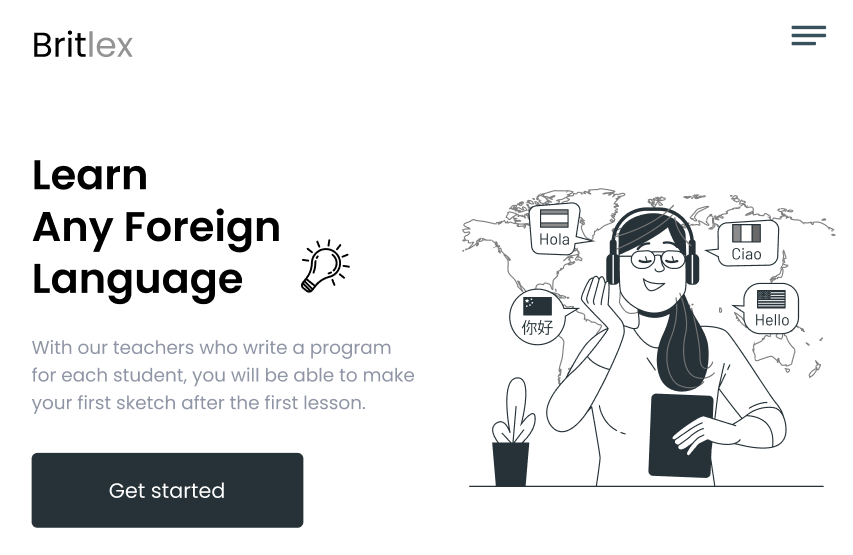 Britlex
Learn
Any Foreign
Language
With our teachers who write a program
for each student, you will be able to make
your first sketch after the first lesson.
Get started
Hola
Ciao
你好
Hello